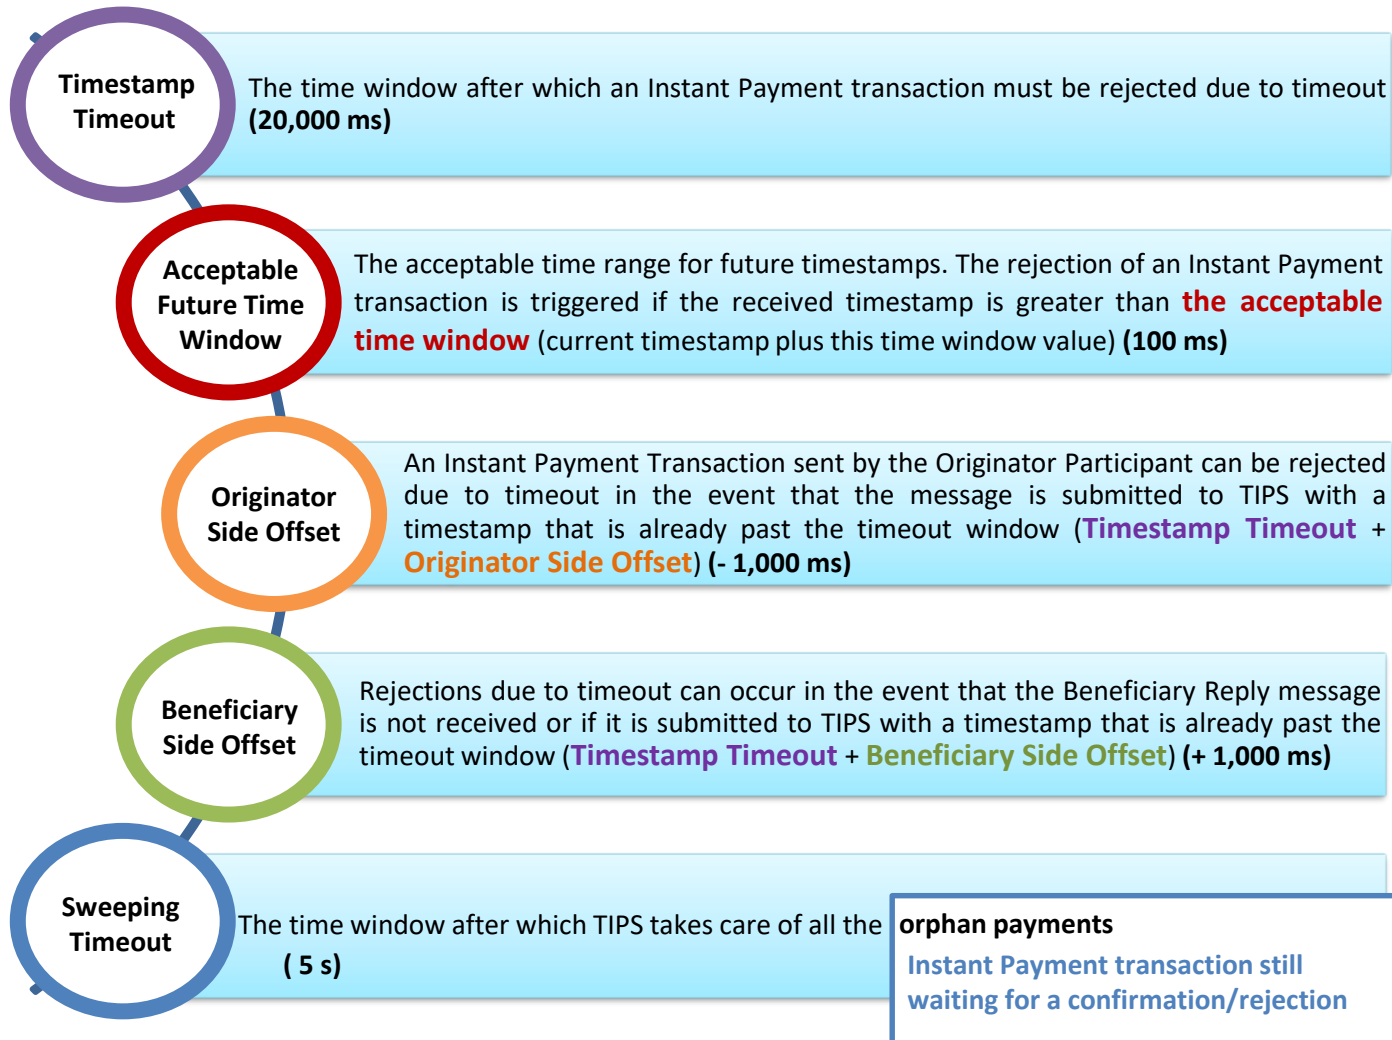 Timestamp
Timeout
The time window after which an Instant Payment transaction must be rejected due to timeout
(20,000 ms)
Acceptable
Future Time
Window
The acceptable time range for future timestamps. The rejection of an Instant Payment
transaction is triggered if the received timestamp is greater than the acceptable
time window (current timestamp plus this time window value) (100 ms)
Originator
Side Offset
An Instant Payment Transaction sent by the Originator Participant can be rejected
due to timeout in the event that the message is submitted to TIPS with a
timestamp that is already past the timeout window (Timestamp Timeout +
Originator Side Offset) (- 1,000 ms)
Beneficiary
Side Offset
Rejections due to timeout can occur in the event that the Beneficiary Reply message
is not received or if it is submitted to TIPS with a timestamp that is already past the
timeout window (Timestamp Timeout + Beneficiary Side Offset) (+ 1,000 ms)
Sweeping
Timeout
The time window after which TIPS takes care of all the orphan payments
( 5 s)
Instant Payment transaction still
waiting for a confirmation/rejection